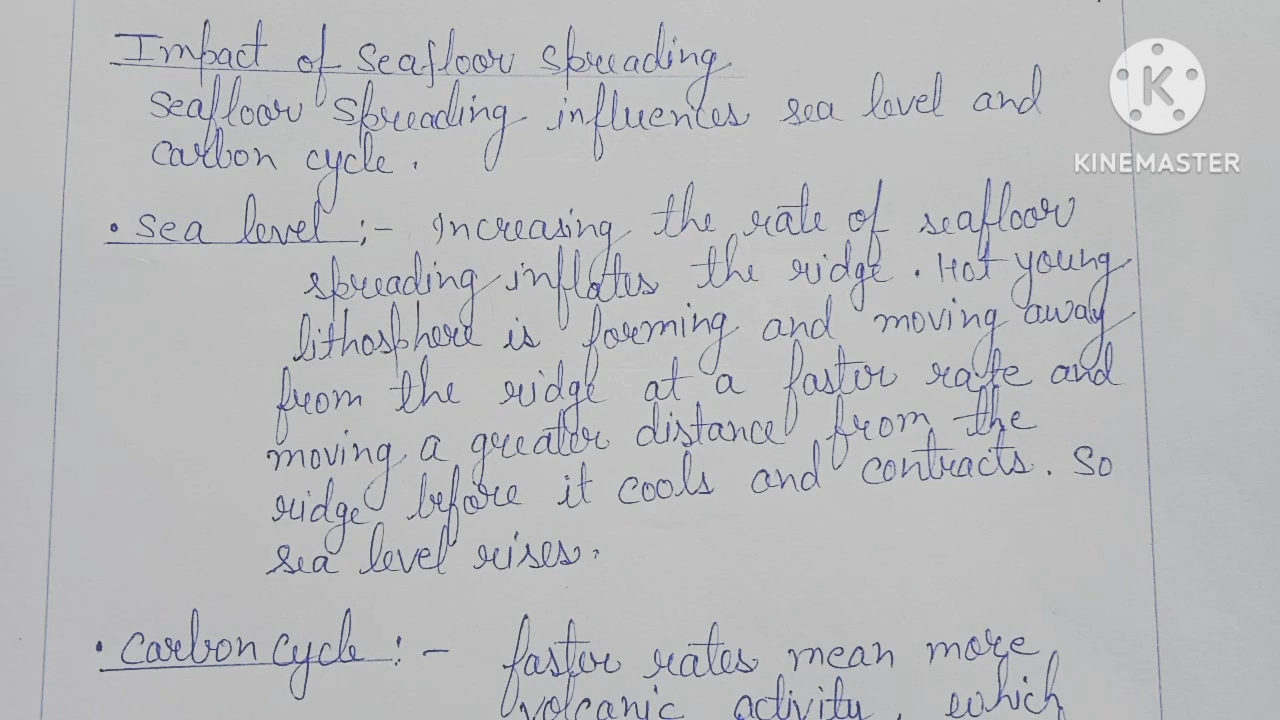 Impact of seafloor spreading
seafloor spreading influences sea level and
carbon cycle.
• sea level :- Increasing the rate of seafloor
spreading inflates the ridge. Hot young
lithosphere is forming and moving away
from the ridge at a faster rate and
moving a greater distance from the
ridge before it cools and contracts. So
sea level rises.
• carbon cycle :- faster rates mean more
volcanic activity, which
K
KINEMASTER